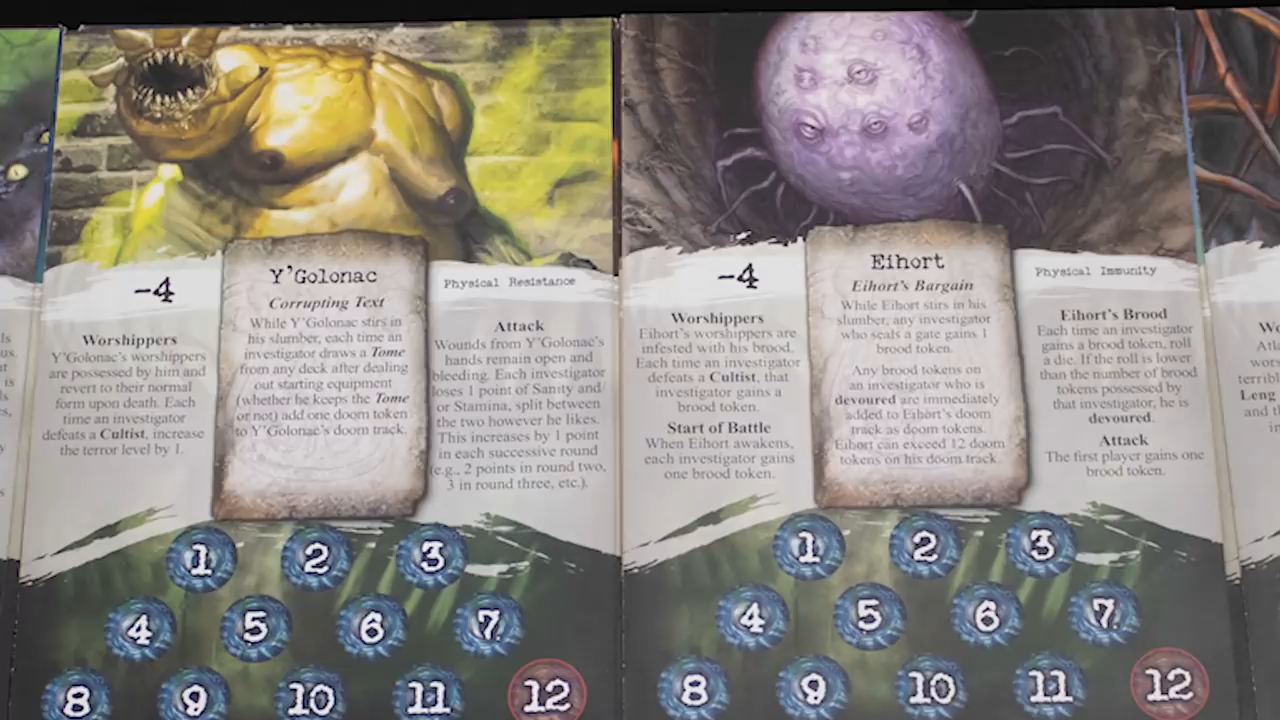 -4
Worshippers
Y'Golonac's worshippers
are possessed by him and
revert to their normal
form upon death. Each
time an investigator
defeats a Cultist, increase
the terror level by 1.
Y'Golonac
Corrupting Text
While Y'Golonac stirs in
his slumber, each time an
investigator draws a Tome
from any deck after dealing
out starting equipment
(whether he keeps the Tome
or not) add one doom token
to Y'Golonac's doom track.
Physical Resistance
Attack
Wounds from Y'Golonac's
hands remain open and
bleeding. Each investigator
loses 1 point of Sanity and/
or Stamina, split between
the two however he likes.
This increases by 1 point
in each successive round
(e.g., 2 points in round two,
3 in round three, etc.).
1 2 3
4 5 6 7
8 9 10 11 12
-4
Worshippers
Eihort's worshippers are
infested with his brood.
Each time an investigator
defeats a Cultist, that
investigator gains a
brood token.
Start of Battle
When Eihort awakens,
each investigator gains
one brood token.
Eihort
Eihort's Bargain
While Eihort stirs in his
slumber, any investigator
who seals a gate gains 1
brood token.
Any brood tokens on
an investigator who is
devoured are immediately
added to Eihort's doom
track as doom tokens.
Eihort can exceed 12 doom
tokens on his doom track.
Physical Immunity
Eihort's Brood
Each time an investigator
gains a brood token, roll
a die. If the roll is lower
than the number of brood
tokens possessed by
that investigator, he is
devoured.
Attack
The first player gains one
brood token.
1 2 3
4 5 6 7
8 9 10 11 12
Leng